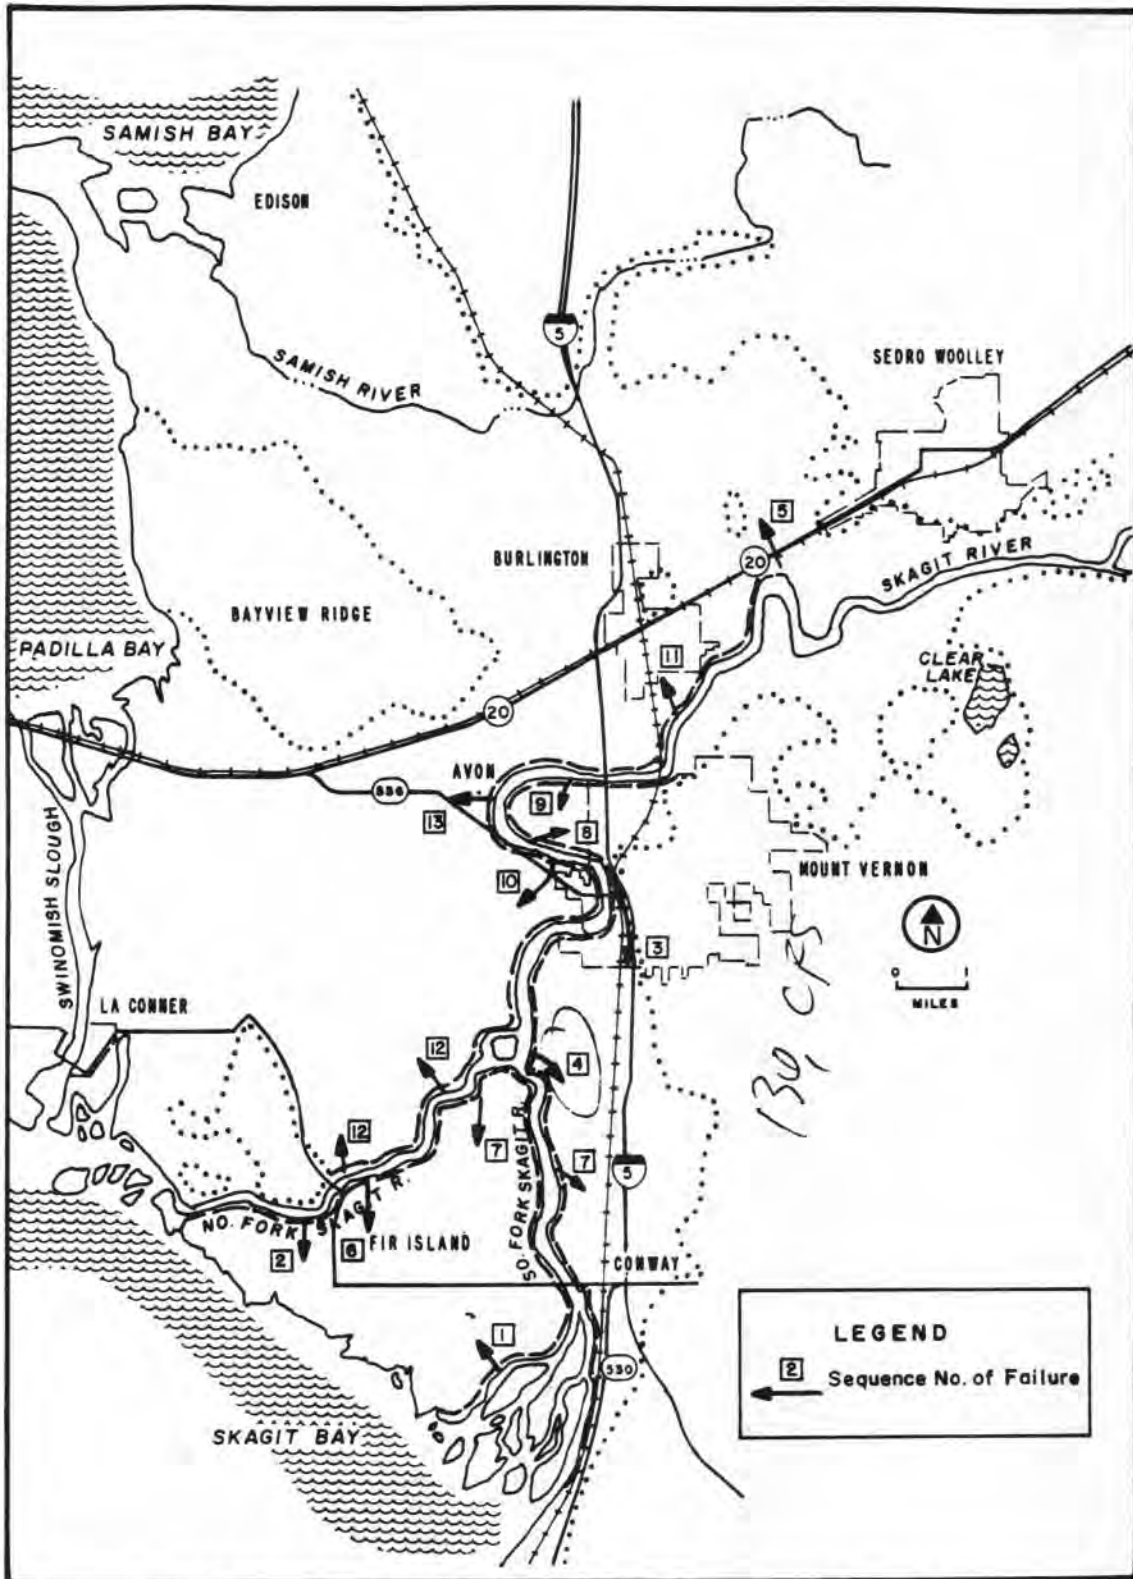 SAMISH BAY
EDISON
5
SAMISH RIVER
SEDRO WOOLLEY
5
BURLINGTON
20
SKAGIT RIVER
BAYVIEW RIDGE
11
PADILLA BAY
CLEAR
LAKE
20
AVON
536
13
9
8
10
MOUNT VERNON
SWINOMISH SLOUGH
3
N
0 1
MILES
LA CONNER
130 CFS
12
4
12
7
7
5
NO. FORK SKAGIT R.
SO. FORK SKAGIT R.
2
6
FIR ISLAND
CONWAY
1
530
SKAGIT BAY
LEGEND
2 Sequence No. of Failure